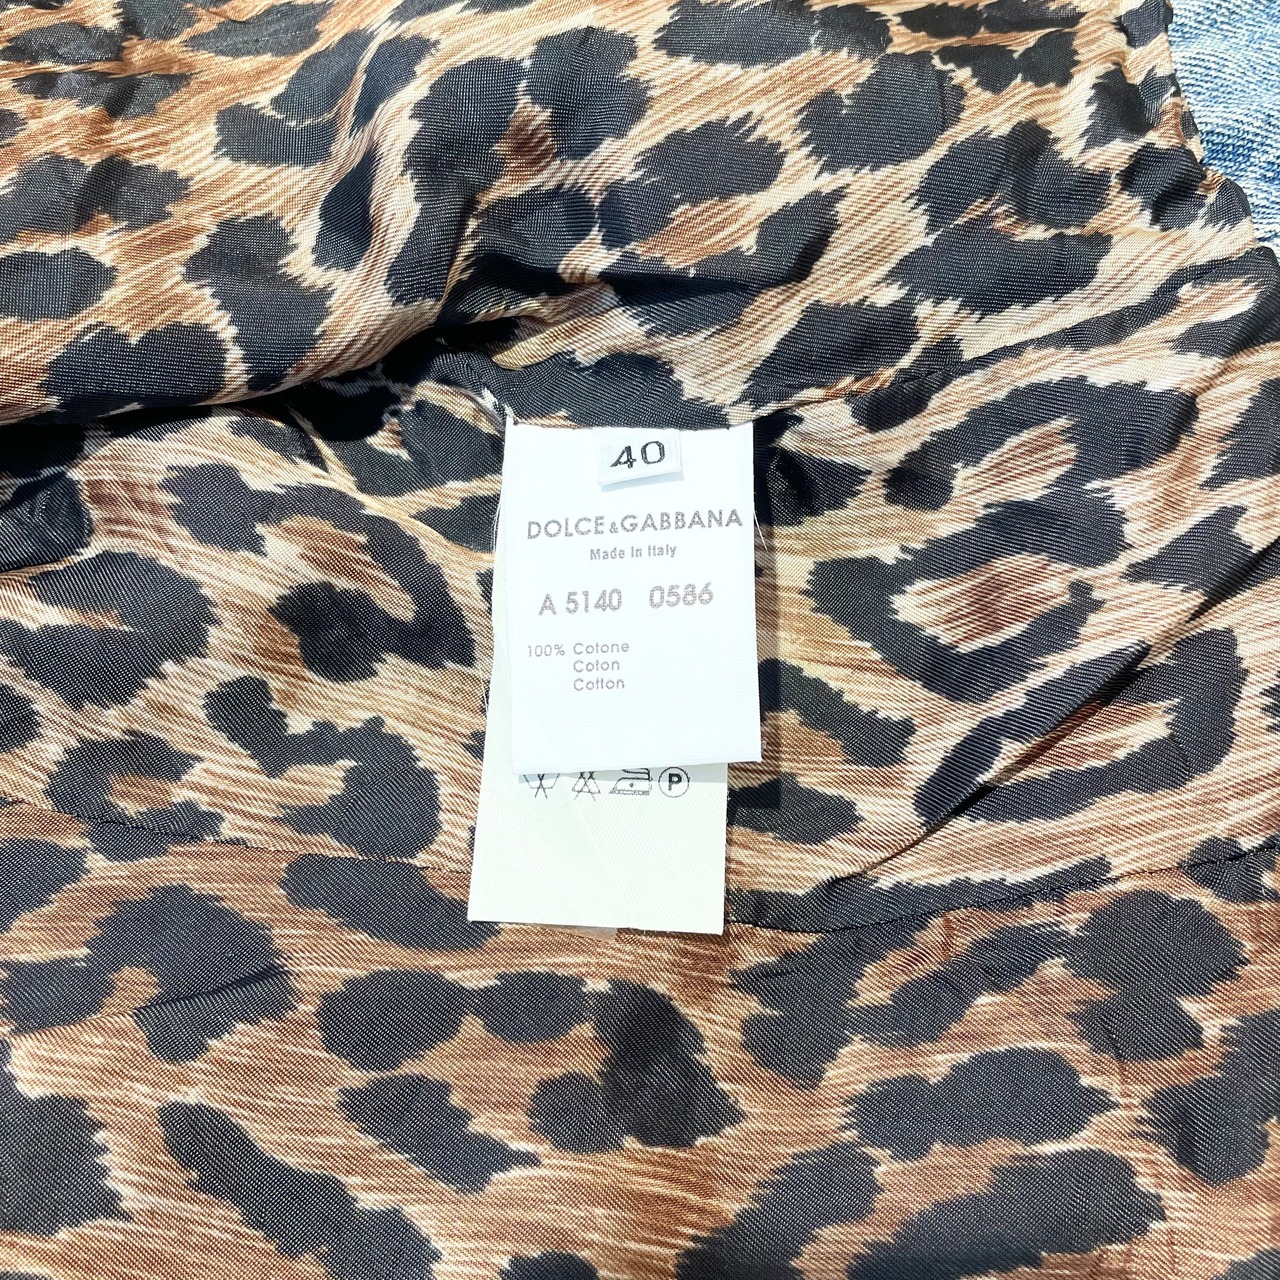 40
DOLCE&GABBANA
Made in Italy
A 5140 0586
100% Cotone
Coton
Cotton
P